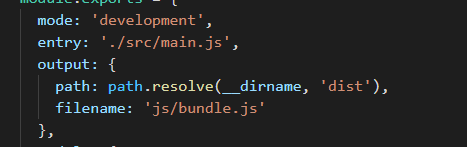 module.exports = {
mode: 'development',
entry: './src/main.js',
output: {
path: path.resolve(__dirname, 'dist'),
filename: 'js/bundle.js'
},